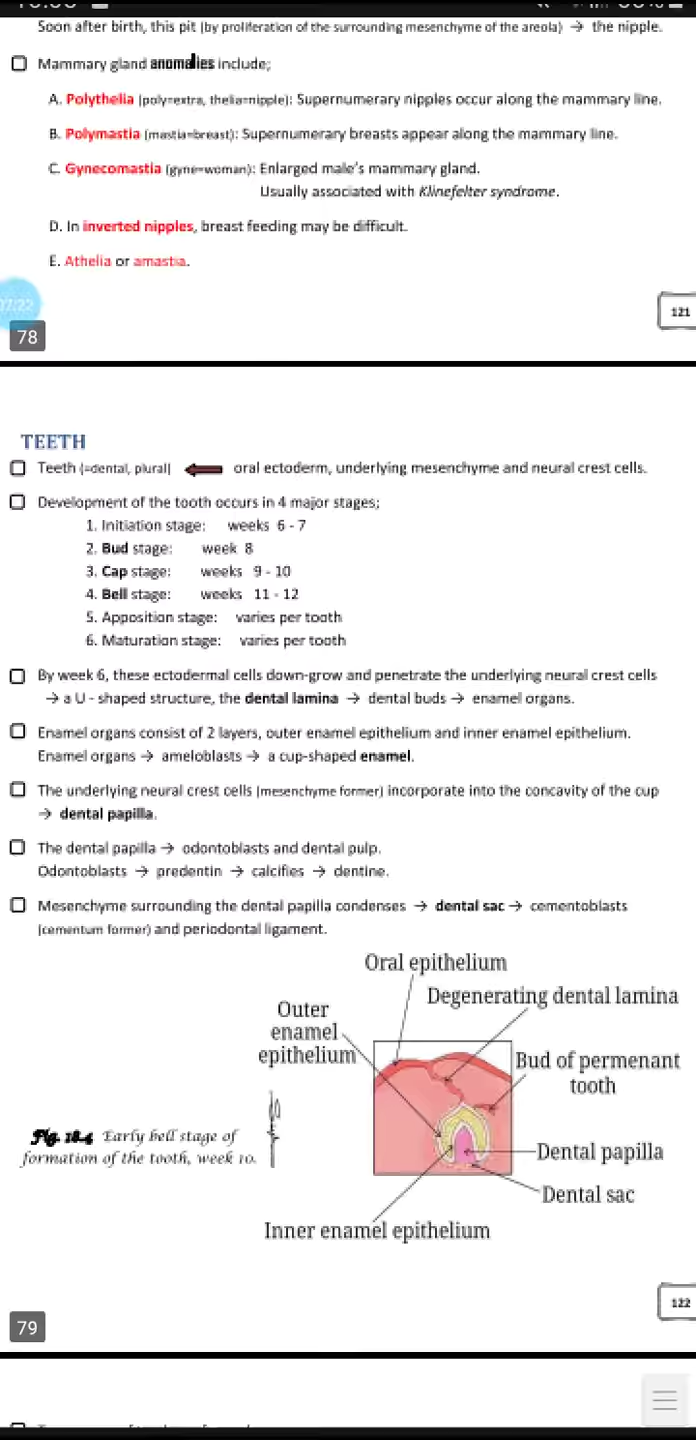 Soon after birth, this pit (by proliferation of the surrounding mesenchyme of the areola) → the nipple.
Mammary gland anomalies include;
A. Polythelia (poly=extra, thelia=nipple): Supernumerary nipples occur along the mammary line.
B. Polymastia (mastia=breast): Supernumerary breasts appear along the mammary line.
C. Gynecomastia (gyne=woman): Enlarged male's mammary gland.
Usually associated with Klinefelter syndrome.
D. In inverted nipples, breast feeding may be difficult.
E. Athelia or amastia.
121
78
TEETH
Teeth (=dental, plural) oral ectoderm, underlying mesenchyme and neural crest cells.
Development of the tooth occurs in 4 major stages;
1. Initiation stage: weeks 6 - 7
2. Bud stage: week 8
3. Cap stage: weeks 9 - 10
4. Bell stage: weeks 11 - 12
5. Apposition stage: varies per tooth
6. Maturation stage: varies per tooth
By week 6, these ectodermal cells down-grow and penetrate the underlying neural crest cells
→ a U - shaped structure, the dental lamina → dental buds → enamel organs.
Enamel organs consist of 2 layers, outer enamel epithelium and inner enamel epithelium.
Enamel organs → ameloblasts → a cup-shaped enamel.
The underlying neural crest cells (mesenchyme former) incorporate into the concavity of the cup
→ dental papilla.
The dental papilla → odontoblasts and dental pulp.
Odontoblasts → predentin → calcifies → dentine.
Mesenchyme surrounding the dental papilla condenses → dental sac → cementoblasts
(cementum former) and periodontal ligament.
Oral epithelium
Degenerating dental lamina
Outer
enamel
epithelium
Bud of permenant
tooth
Fig. 18.4 Early bell stage of
formation of the tooth, week 10.
Dental papilla
Dental sac
Inner enamel epithelium
122
79